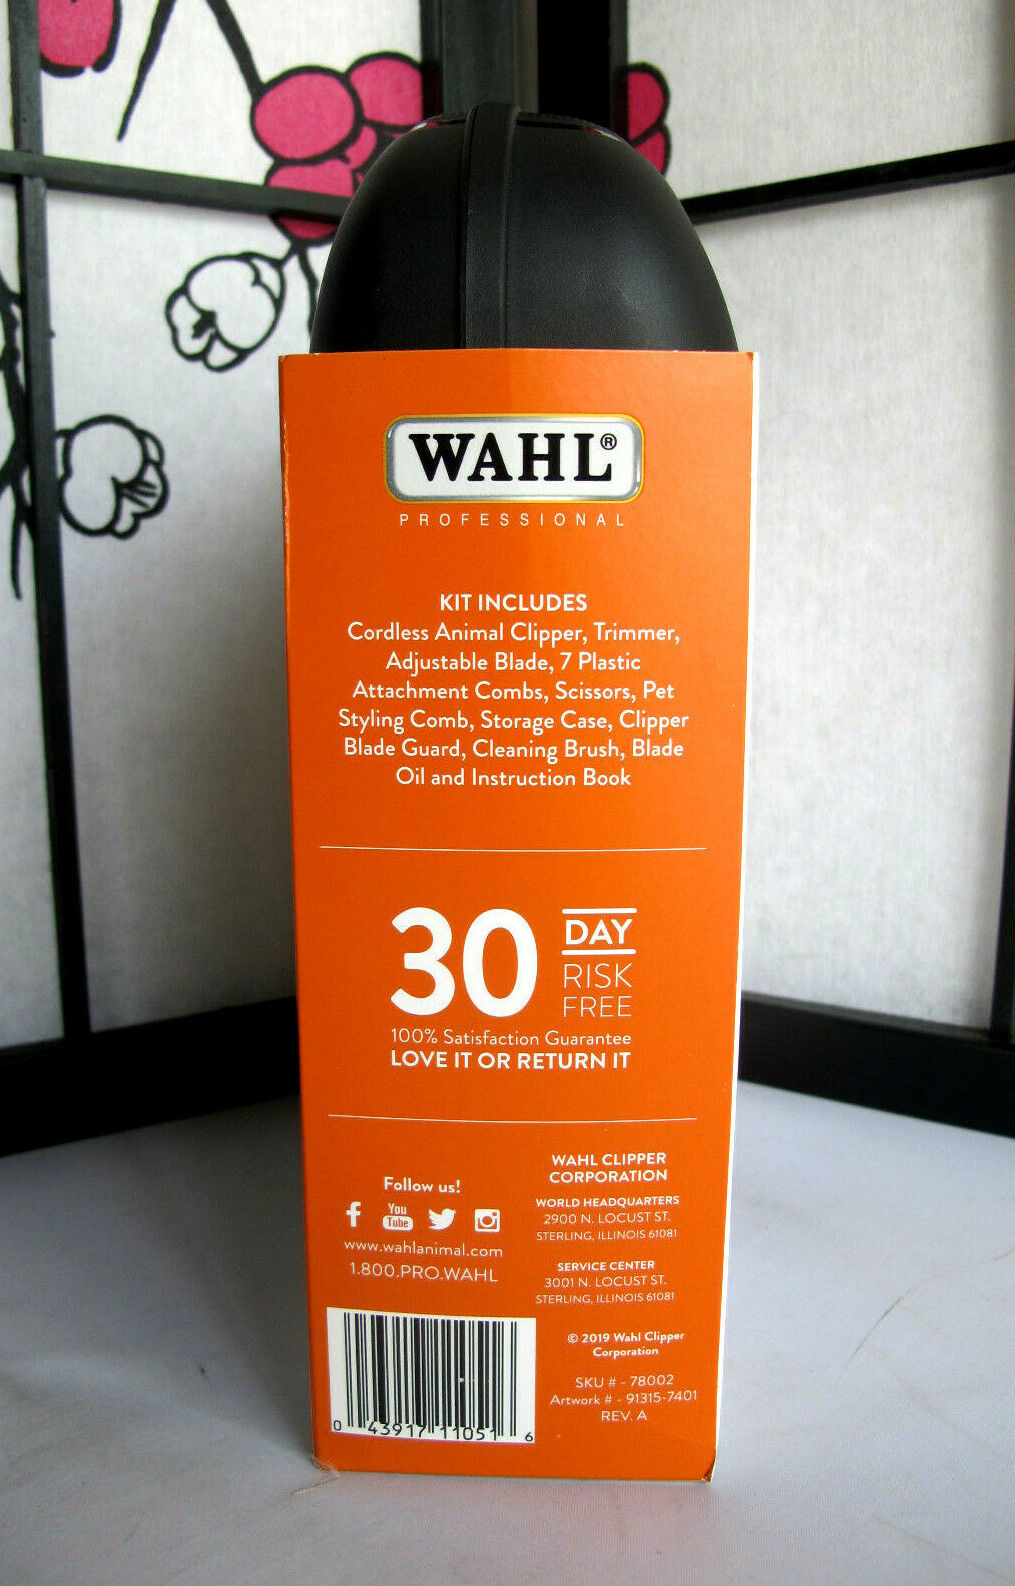 WAHL®
PROFESSIONAL
KIT INCLUDES
Cordless Animal Clipper, Trimmer,
Adjustable Blade, 7 Plastic
Attachment Combs, Scissors, Pet
Styling Comb, Storage Case, Clipper
Blade Guard, Cleaning Brush, Blade
Oil and Instruction Book
30 DAY
RISK
FREE
100% Satisfaction Guarantee
LOVE IT OR RETURN IT
Follow us!
You
Tube
www.wahlanimal.com
1.800.PRO.WAHL
WAHL CLIPPER
CORPORATION
WORLD HEADQUARTERS
2900 N. LOCUST ST.
STERLING, ILLINOIS 61081
SERVICE CENTER
3001 N. LOCUST ST.
STERLING, ILLINOIS 61081
© 2019 Wahl Clipper
Corporation
SKU # - 78002
Artwork # - 91315-7401
REV. A
0 43917 11051 6